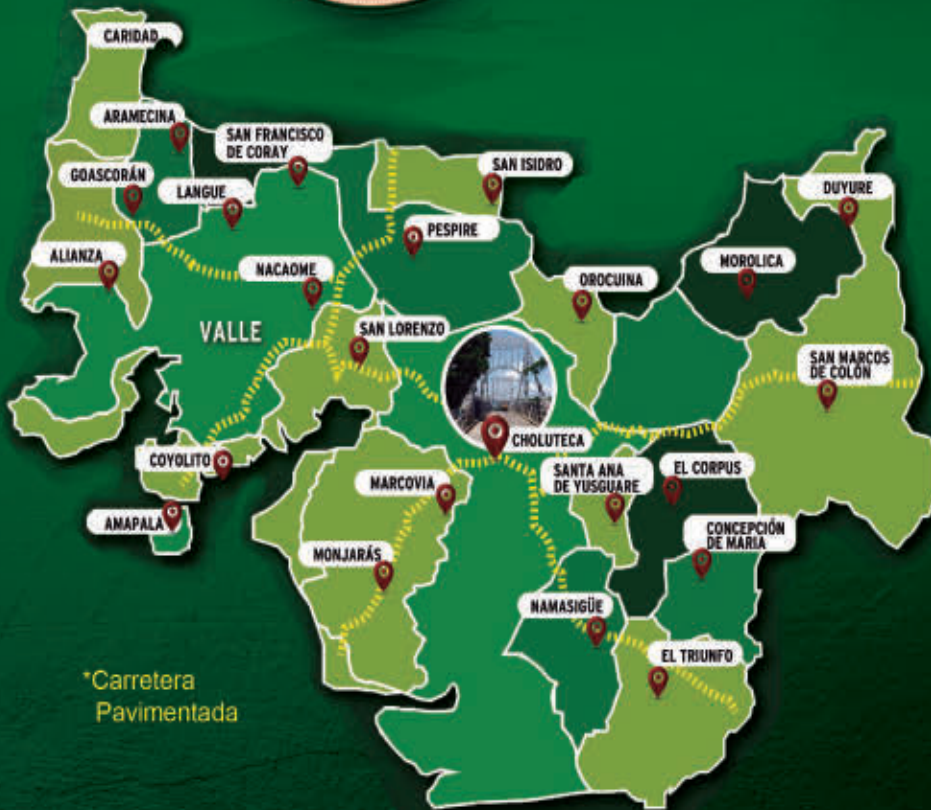 CARIDAD
ARAMECINA
SAN FRANCISCO
DE CORAY
SAN ISIDRO
GOASCORÁN
LANGUE
DUYURE
PESPIRE
ALIANZA
NACAOME
OROCUINA
MOROLICA
VALLE
SAN LORENZO
SAN MARCOS
DE COLÓN
CHOLUTECA
COYOLITO
MARCOVIA
SANTA ANA
DE YUSGUARE
EL CORPUS
AMAPALA
CONCEPCIÓN
DE MARIA
MONJARÁS
NAMASIGÜE
EL TRIUNFO
*Carretera
Pavimentada